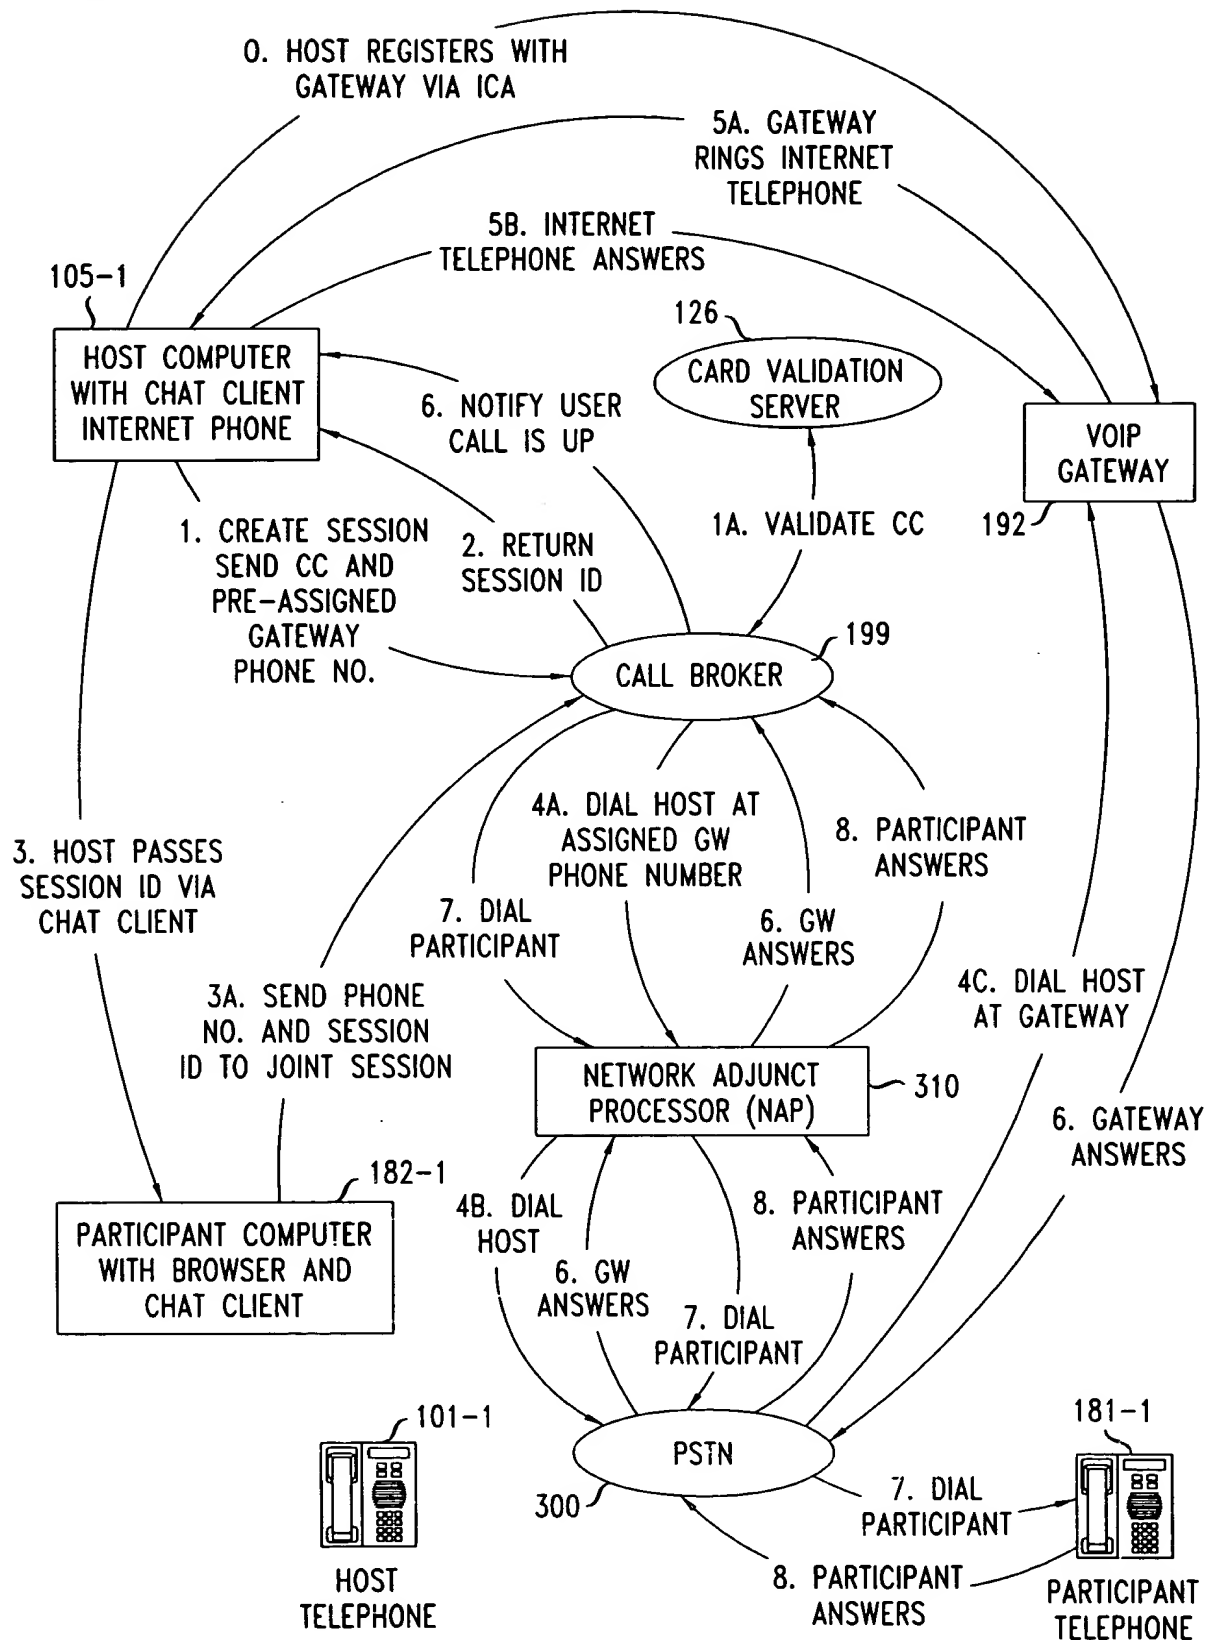 0. HOST REGISTERS WITH
GATEWAY VIA ICA
5A. GATEWAY
RINGS INTERNET
TELEPHONE
5B. INTERNET
TELEPHONE ANSWERS
105-1
HOST COMPUTER
WITH CHAT CLIENT
INTERNET PHONE
126
CARD VALIDATION
SERVER
6. NOTIFY USER
CALL IS UP
VOIP
GATEWAY
192
1. CREATE SESSION
SEND CC AND
PRE-ASSIGNED
GATEWAY
PHONE NO.
2. RETURN
SESSION ID
1A. VALIDATE CC
199
CALL BROKER
3. HOST PASSES
SESSION ID VIA
CHAT CLIENT
4A. DIAL HOST AT
ASSIGNED GW
PHONE NUMBER
8. PARTICIPANT
ANSWERS
7. DIAL
PARTICIPANT
6. GW
ANSWERS
3A. SEND PHONE
NO. AND SESSION
ID TO JOINT SESSION
4C. DIAL HOST
AT GATEWAY
NETWORK ADJUNCT
PROCESSOR (NAP)
310
6. GATEWAY
ANSWERS
182-1
PARTICIPANT COMPUTER
WITH BROWSER AND
CHAT CLIENT
4B. DIAL
HOST
6. GW
ANSWERS
8. PARTICIPANT
ANSWERS
7. DIAL
PARTICIPANT
101-1
HOST
TELEPHONE
PSTN
300
181-1
7. DIAL
PARTICIPANT
8. PARTICIPANT
ANSWERS
PARTICIPANT
TELEPHONE